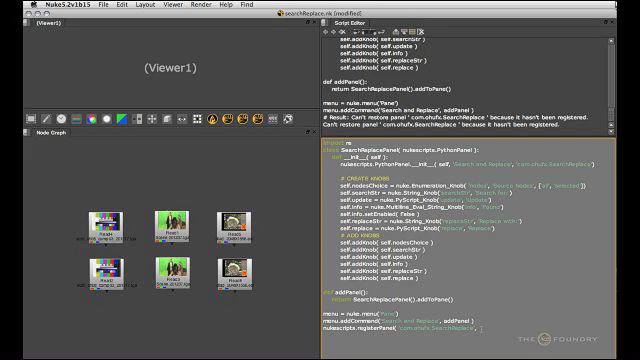 Nuke5.2v1b15 File Edit Layout Viewer Render Help
searchReplace.nk [modified]
(Viewer1)
(Viewer1)
Node Graph
Read4
Read1
Read5
Read2
Read3
Read6
Script Editor
self.addKnob( self.searchStr )
self.addKnob( self.update )
self.addKnob( self.info )
self.addKnob( self.replaceStr )
self.addKnob( self.replace )
def addPanel():
return SearchReplacePanel().addToPane()
menu = nuke.menu('Pane')
menu.addCommand('Search and Replace', addPanel )
# Result: Can't restore panel ' com.ohufx.SearchReplace ' because it hasn't been registered.
Can't restore panel ' com.ohufx.SearchReplace ' because it hasn't been registered.
import re
class SearchReplacePanel( nukescripts.PythonPanel ):
def __init__( self ):
nukescripts.PythonPanel.__init__( self, 'Search and Replace', 'com.ohufx.SearchReplace')
# CREATE KNOBS
self.nodesChoice = nuke.Enumeration_Knob( 'nodes', 'Source Nodes', ['all', 'selected'])
self.searchStr = nuke.String_Knob('searchStr', 'Search for:')
self.update = nuke.PyScript_Knob('update', 'Update')
self.info = nuke.Multiline_Eval_String_Knob('info', 'Found')
self.info.setEnabled( False )
self.replaceStr = nuke.String_Knob('replaceStr', 'Replace with:')
self.replace = nuke.PyScript_Knob('replace', 'Replace')
# ADD KNOBS
self.addKnob( self.nodesChoice )
self.addKnob( self.searchStr )
self.addKnob( self.update )
self.addKnob( self.info )
self.addKnob( self.replaceStr )
self.addKnob( self.replace )
def addPanel():
return SearchReplacePanel().addToPane()
menu = nuke.menu('Pane')
menu.addCommand('Search and Replace', addPanel )
nukescripts.registerPanel( 'com.ohufx.SearchReplace',
THE FOUNDRY